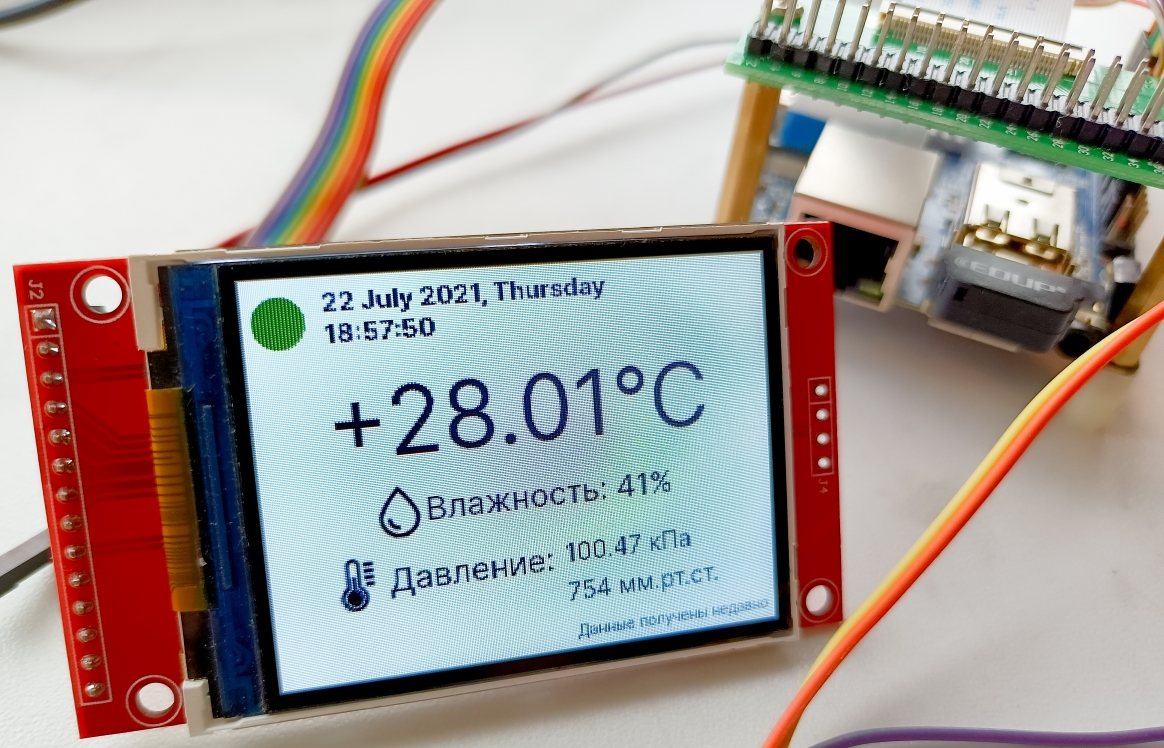 22 July 2021, Thursday
18:57:50
+28.01°C
Влажность: 41%
Давление: 100.47 кПа
754 мм.рт.ст.
Данные получены недавно
J2
J4
EDUP